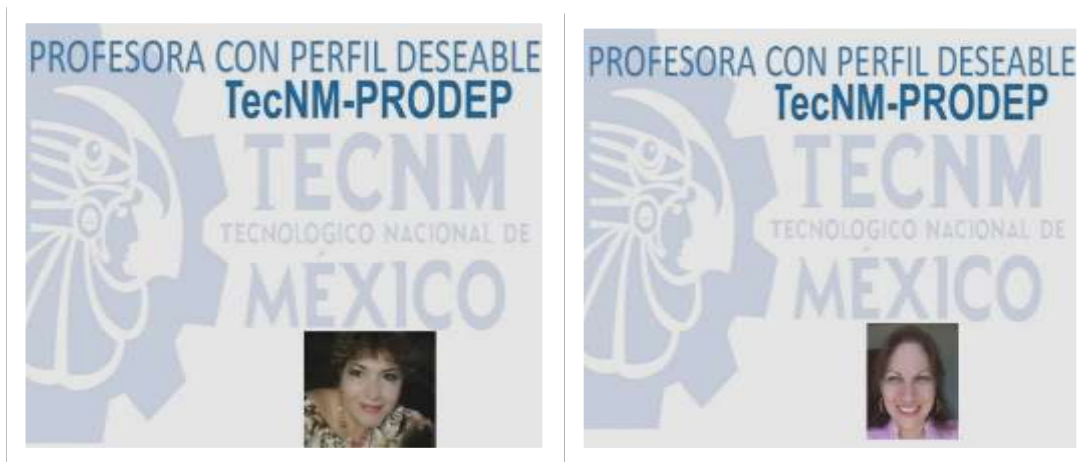 PROFESORA CON PERFIL DESEABLE
TecNM-PRODEP
TECNM
TECNOLOGICO NACIONAL DE
MÉXICO
PROFESORA CON PERFIL DESEABLE
TecNM-PRODEP
TECNM
TECNOLOGICO NACIONAL DE
MÉXICO